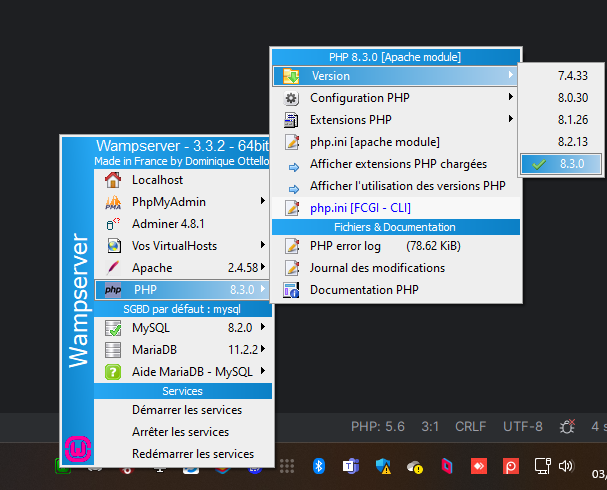 PHP 8.3.0 [Apache module]
Version
Configuration PHP
Extensions PHP
php.ini [apache module]
Afficher extensions PHP chargées
Afficher l'utilisation des versions PHP
php.ini [FCGI - CLI]
Fichiers & Documentation
PHP error log (78.62 KiB)
Journal des modifications
Documentation PHP
7.4.33
8.0.30
8.1.26
8.2.13
8.3.0
Wampserver - 3.3.2 - 64bit
Made in France by Dominique Ottello
Wampserver
Localhost
PhpMyAdmin
Adminer 4.8.1
Vos VirtualHosts
Apache 2.4.58
PHP 8.3.0
SGBD par défaut : mysql
MySQL 8.2.0
MariaDB 11.2.2
Aide MariaDB - MySQL
Services
Démarrer les services
Arrêter les services
Redémarrer les services
PHP: 5.6 3:1 CRLF UTF-8 4 s
03